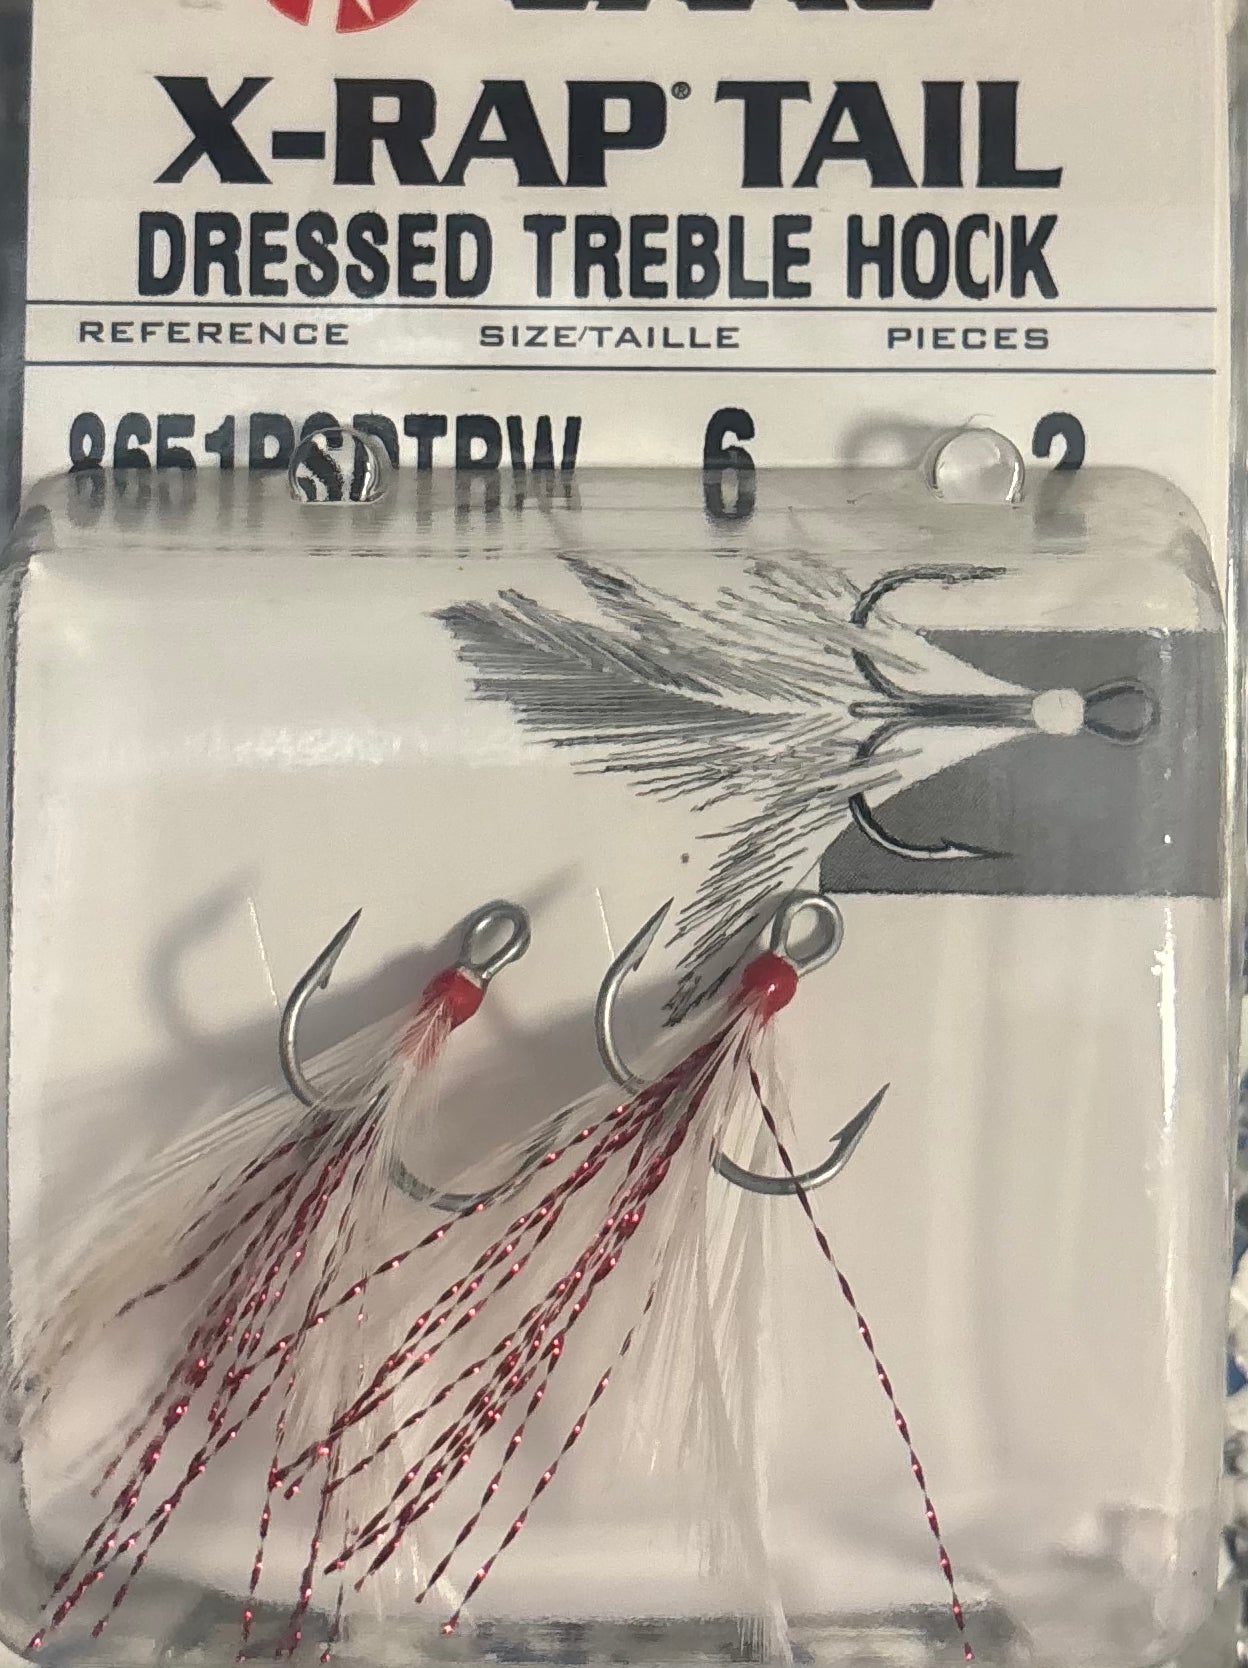 X-RAP® TAIL
DRESSED TREBLE HOOK
REFERENCE SIZE/TAILLE PIECES
6 2